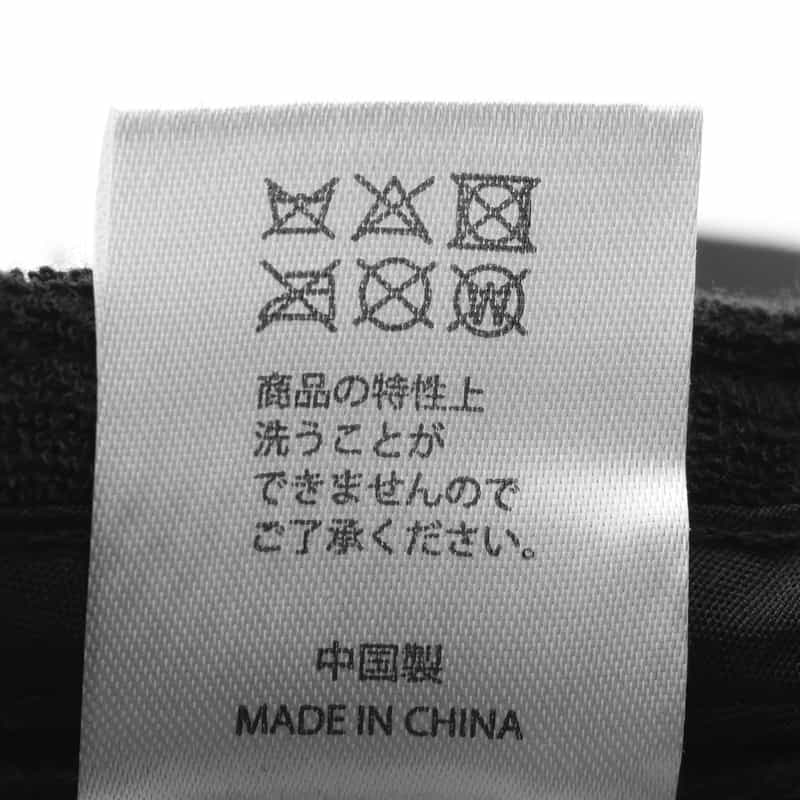 商品の特性上
洗うことが
できませんので
ご了承ください。
中国製
MADE IN CHINA